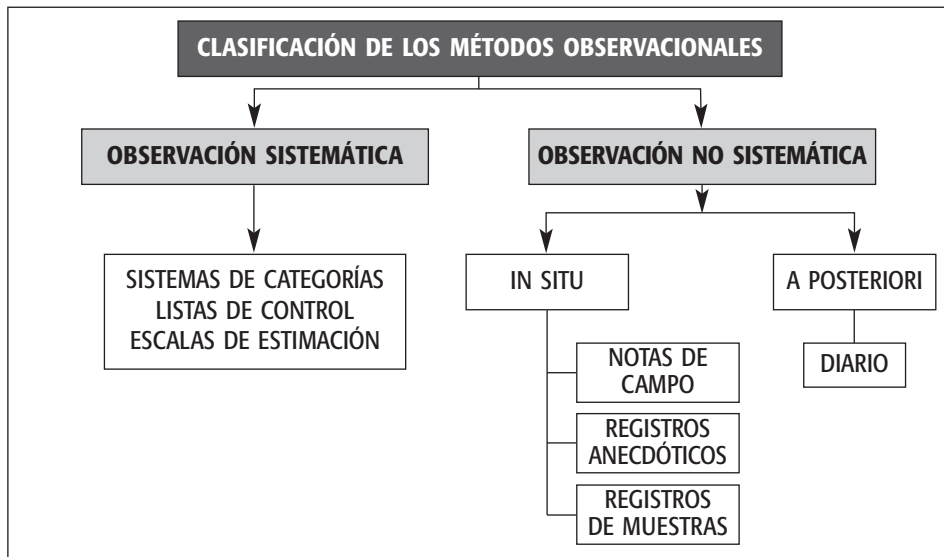 CLASIFICACIÓN DE LOS MÉTODOS OBSERVACIONALES
OBSERVACIÓN SISTEMÁTICA
OBSERVACIÓN NO SISTEMÁTICA
SISTEMAS DE CATEGORÍAS
LISTAS DE CONTROL
ESCALAS DE ESTIMACIÓN
IN SITU
A POSTERIORI
NOTAS DE
CAMPO
DIARIO
REGISTROS
ANECDÓTICOS
REGISTROS
DE MUESTRAS